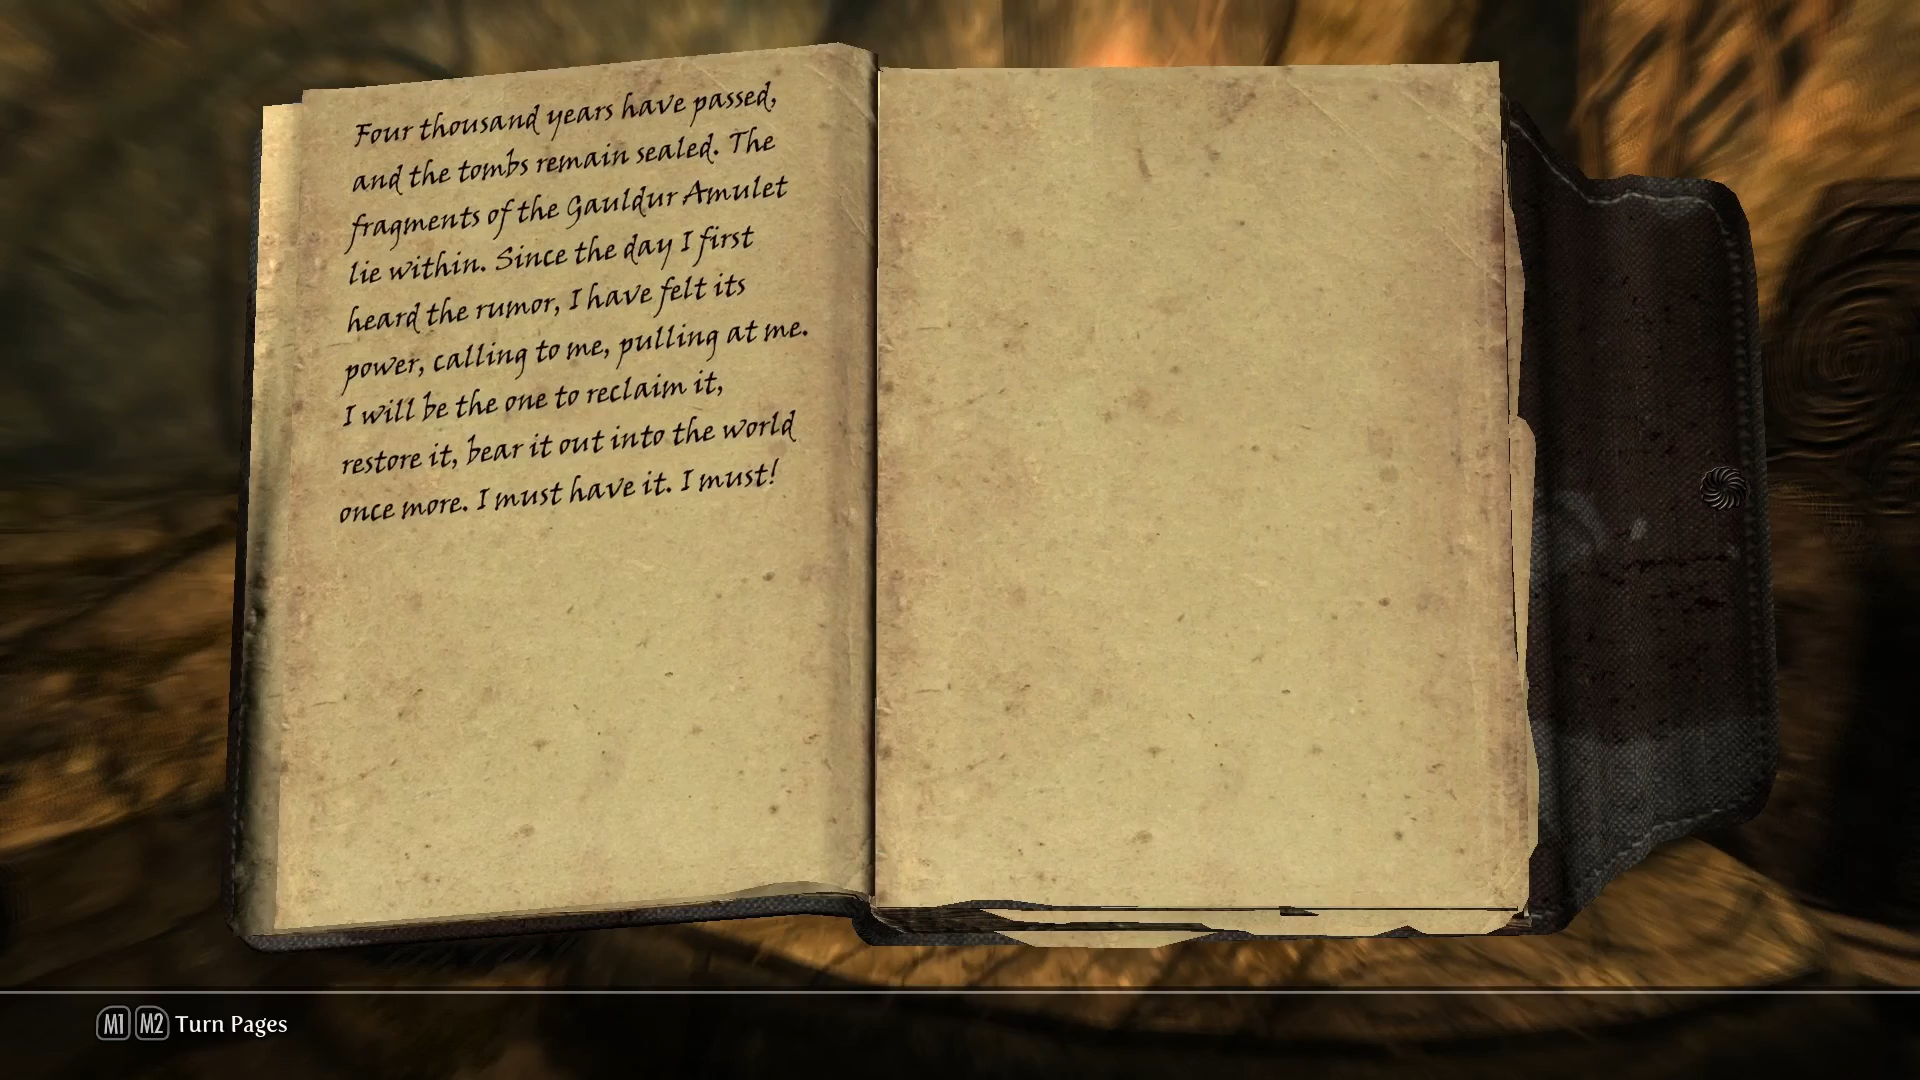 Four thousand years have passed,
and the tombs remain sealed. The
fragments of the Gauldur Amulet
lie within. Since the day I first
heard the rumor, I have felt its
power, calling to me, pulling at me.
I will be the one to reclaim it,
restore it, bear it out into the world
once more. I must have it. I must!
M1 M2 Turn Pages